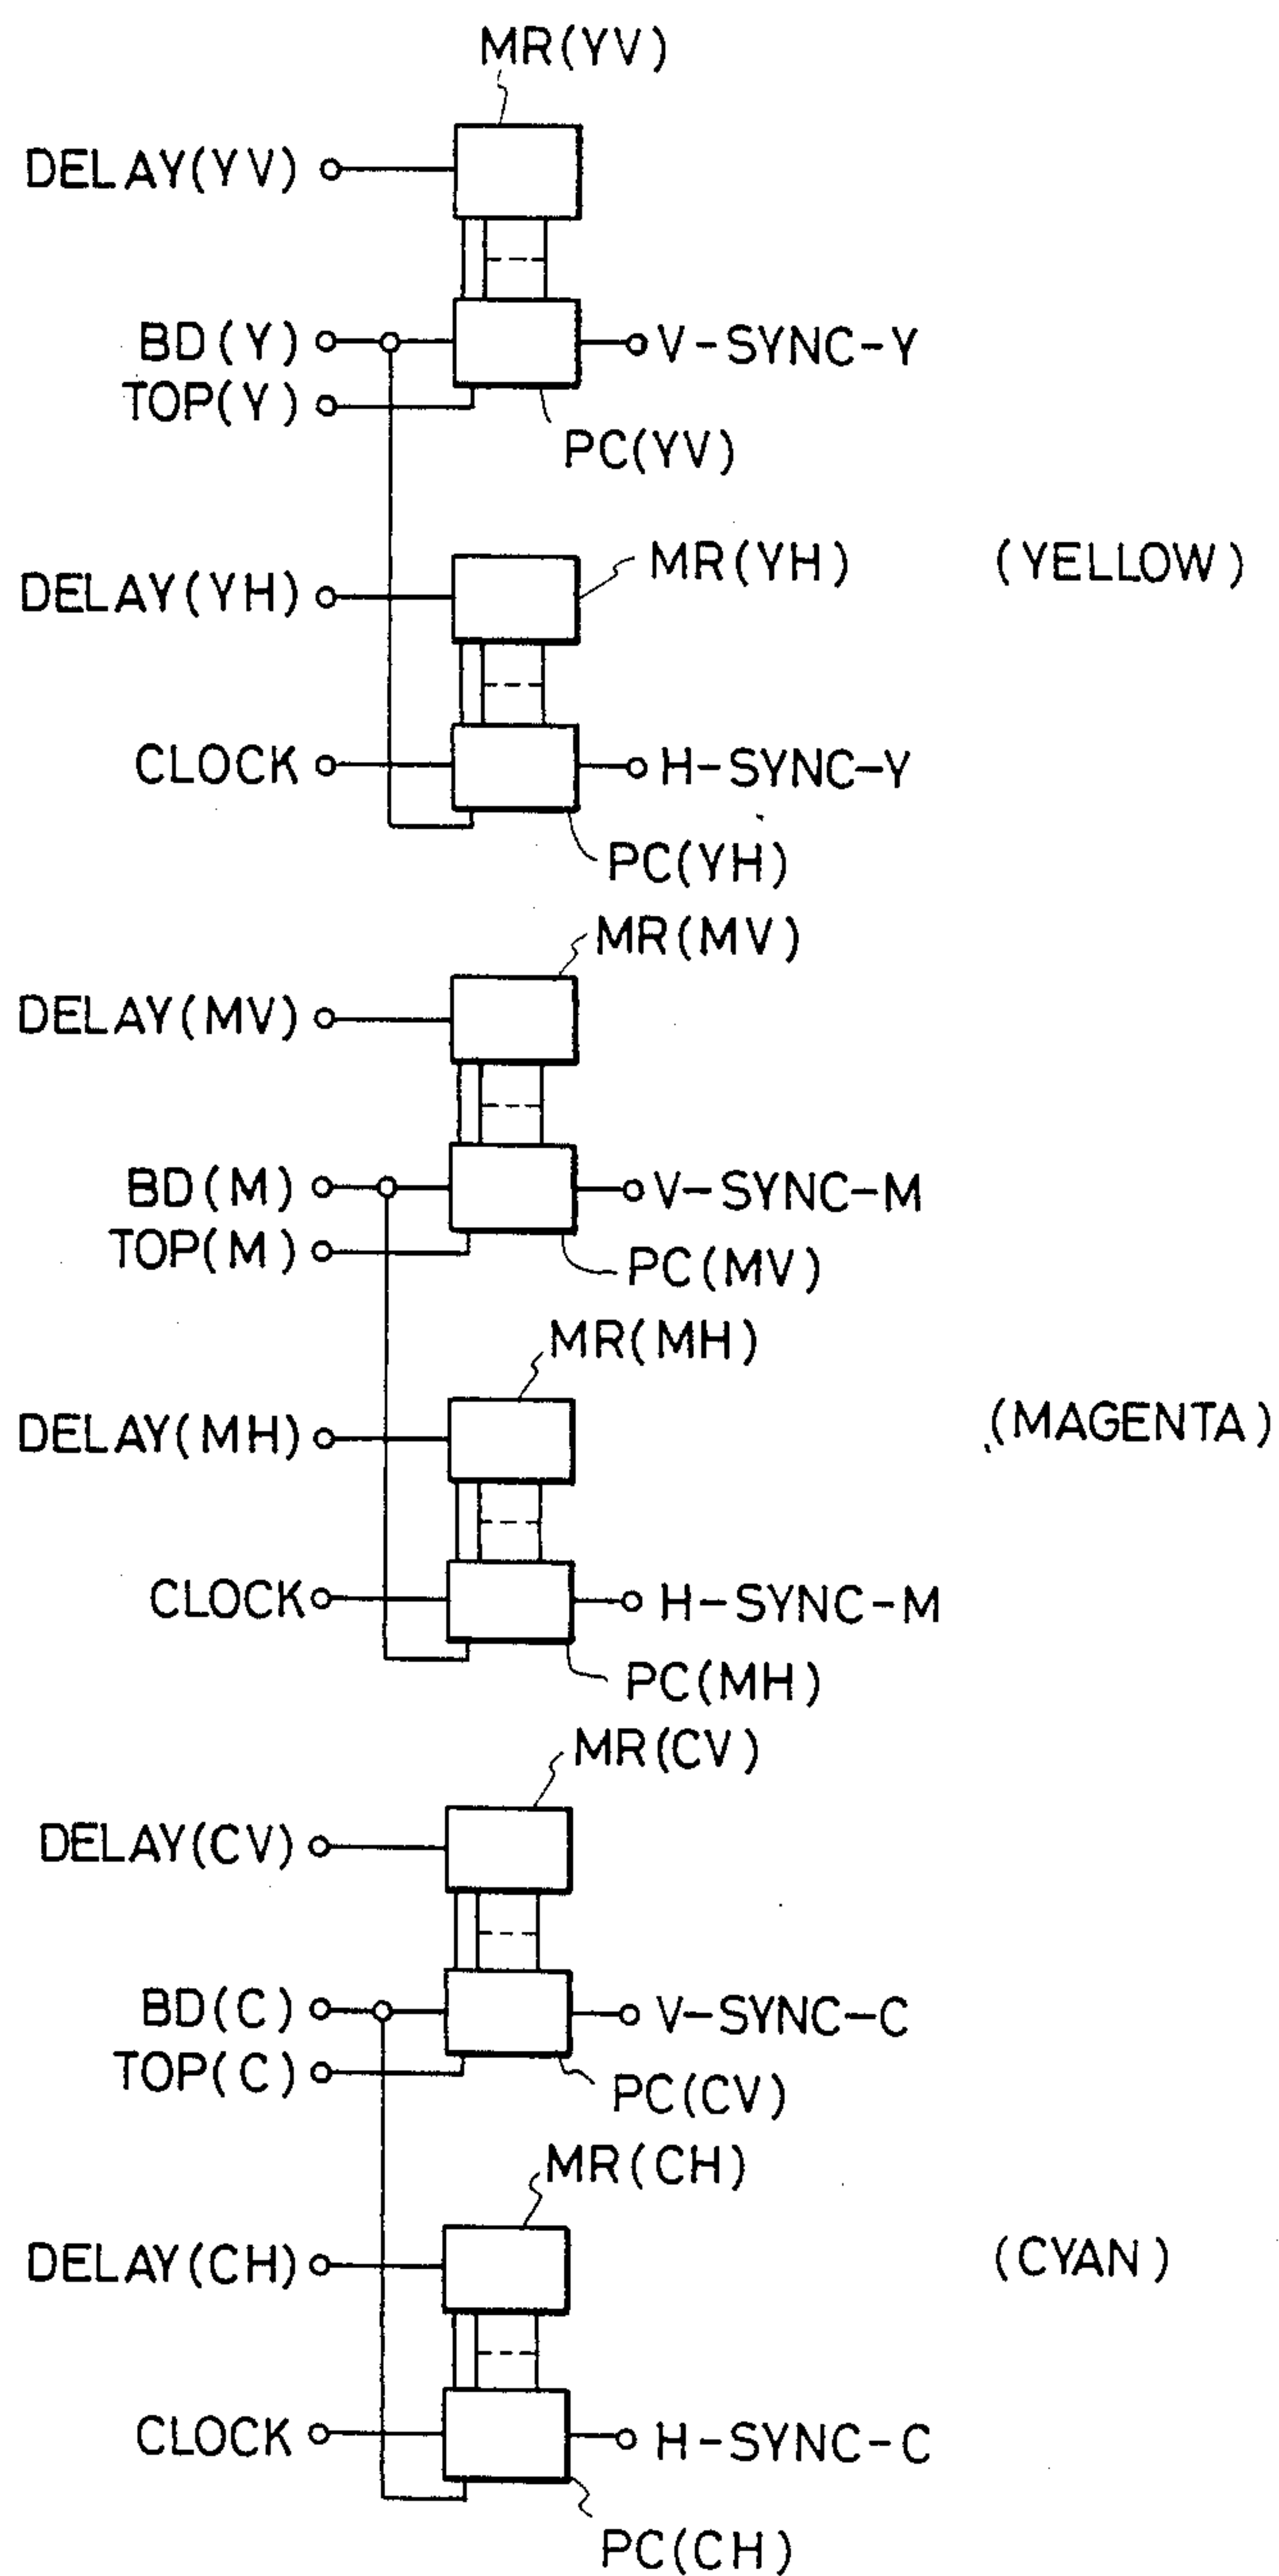 MR(YV)
DELAY(YV)
BD(Y)
V-SYNC-Y
TOP(Y)
PC(YV)
DELAY(YH)
MR(YH)
(YELLOW)
CLOCK
H-SYNC-Y
PC(YH)
MR(MV)
DELAY(MV)
BD(M)
V-SYNC-M
TOP(M)
PC(MV)
MR(MH)
DELAY(MH)
(MAGENTA)
CLOCK
H-SYNC-M
PC(MH)
MR(CV)
DELAY(CV)
BD(C)
V-SYNC-C
TOP(C)
PC(CV)
MR(CH)
DELAY(CH)
(CYAN)
CLOCK
H-SYNC-C
PC(CH)